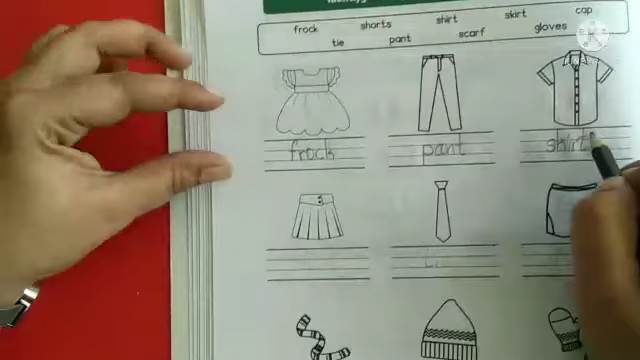 frock shorts shirt skirt cap
tie pant scarf gloves
frock pant shirt